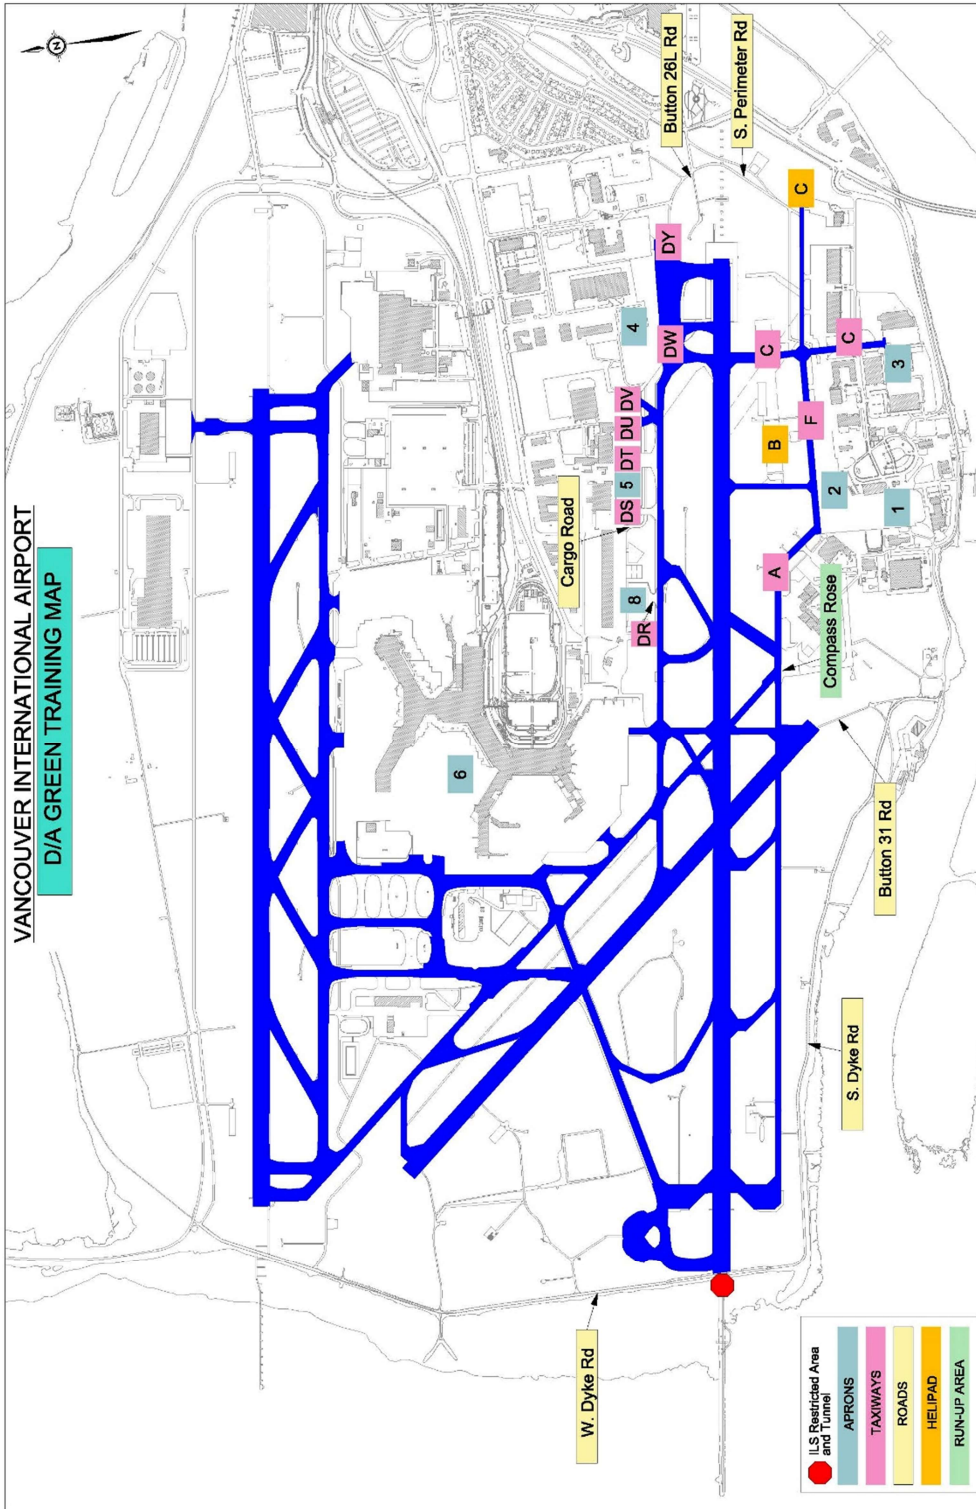 VANCOUVER INTERNATIONAL AIRPORT
D/A GREEN TRAINING MAP
N
Button 26L Rd
S. Perimeter Rd
C
DY
4
DW
C
C
3
DV
DU
DT
5
DS
F
B
2
1
Cargo Road
8
DR
A
Compass Rose
6
Button 31 Rd
S. Dyke Rd
W. Dyke Rd
ILS Restricted Area
and Tunnel
APRONS
TAXIWAYS
ROADS
HELIPAD
RUN-UP AREA